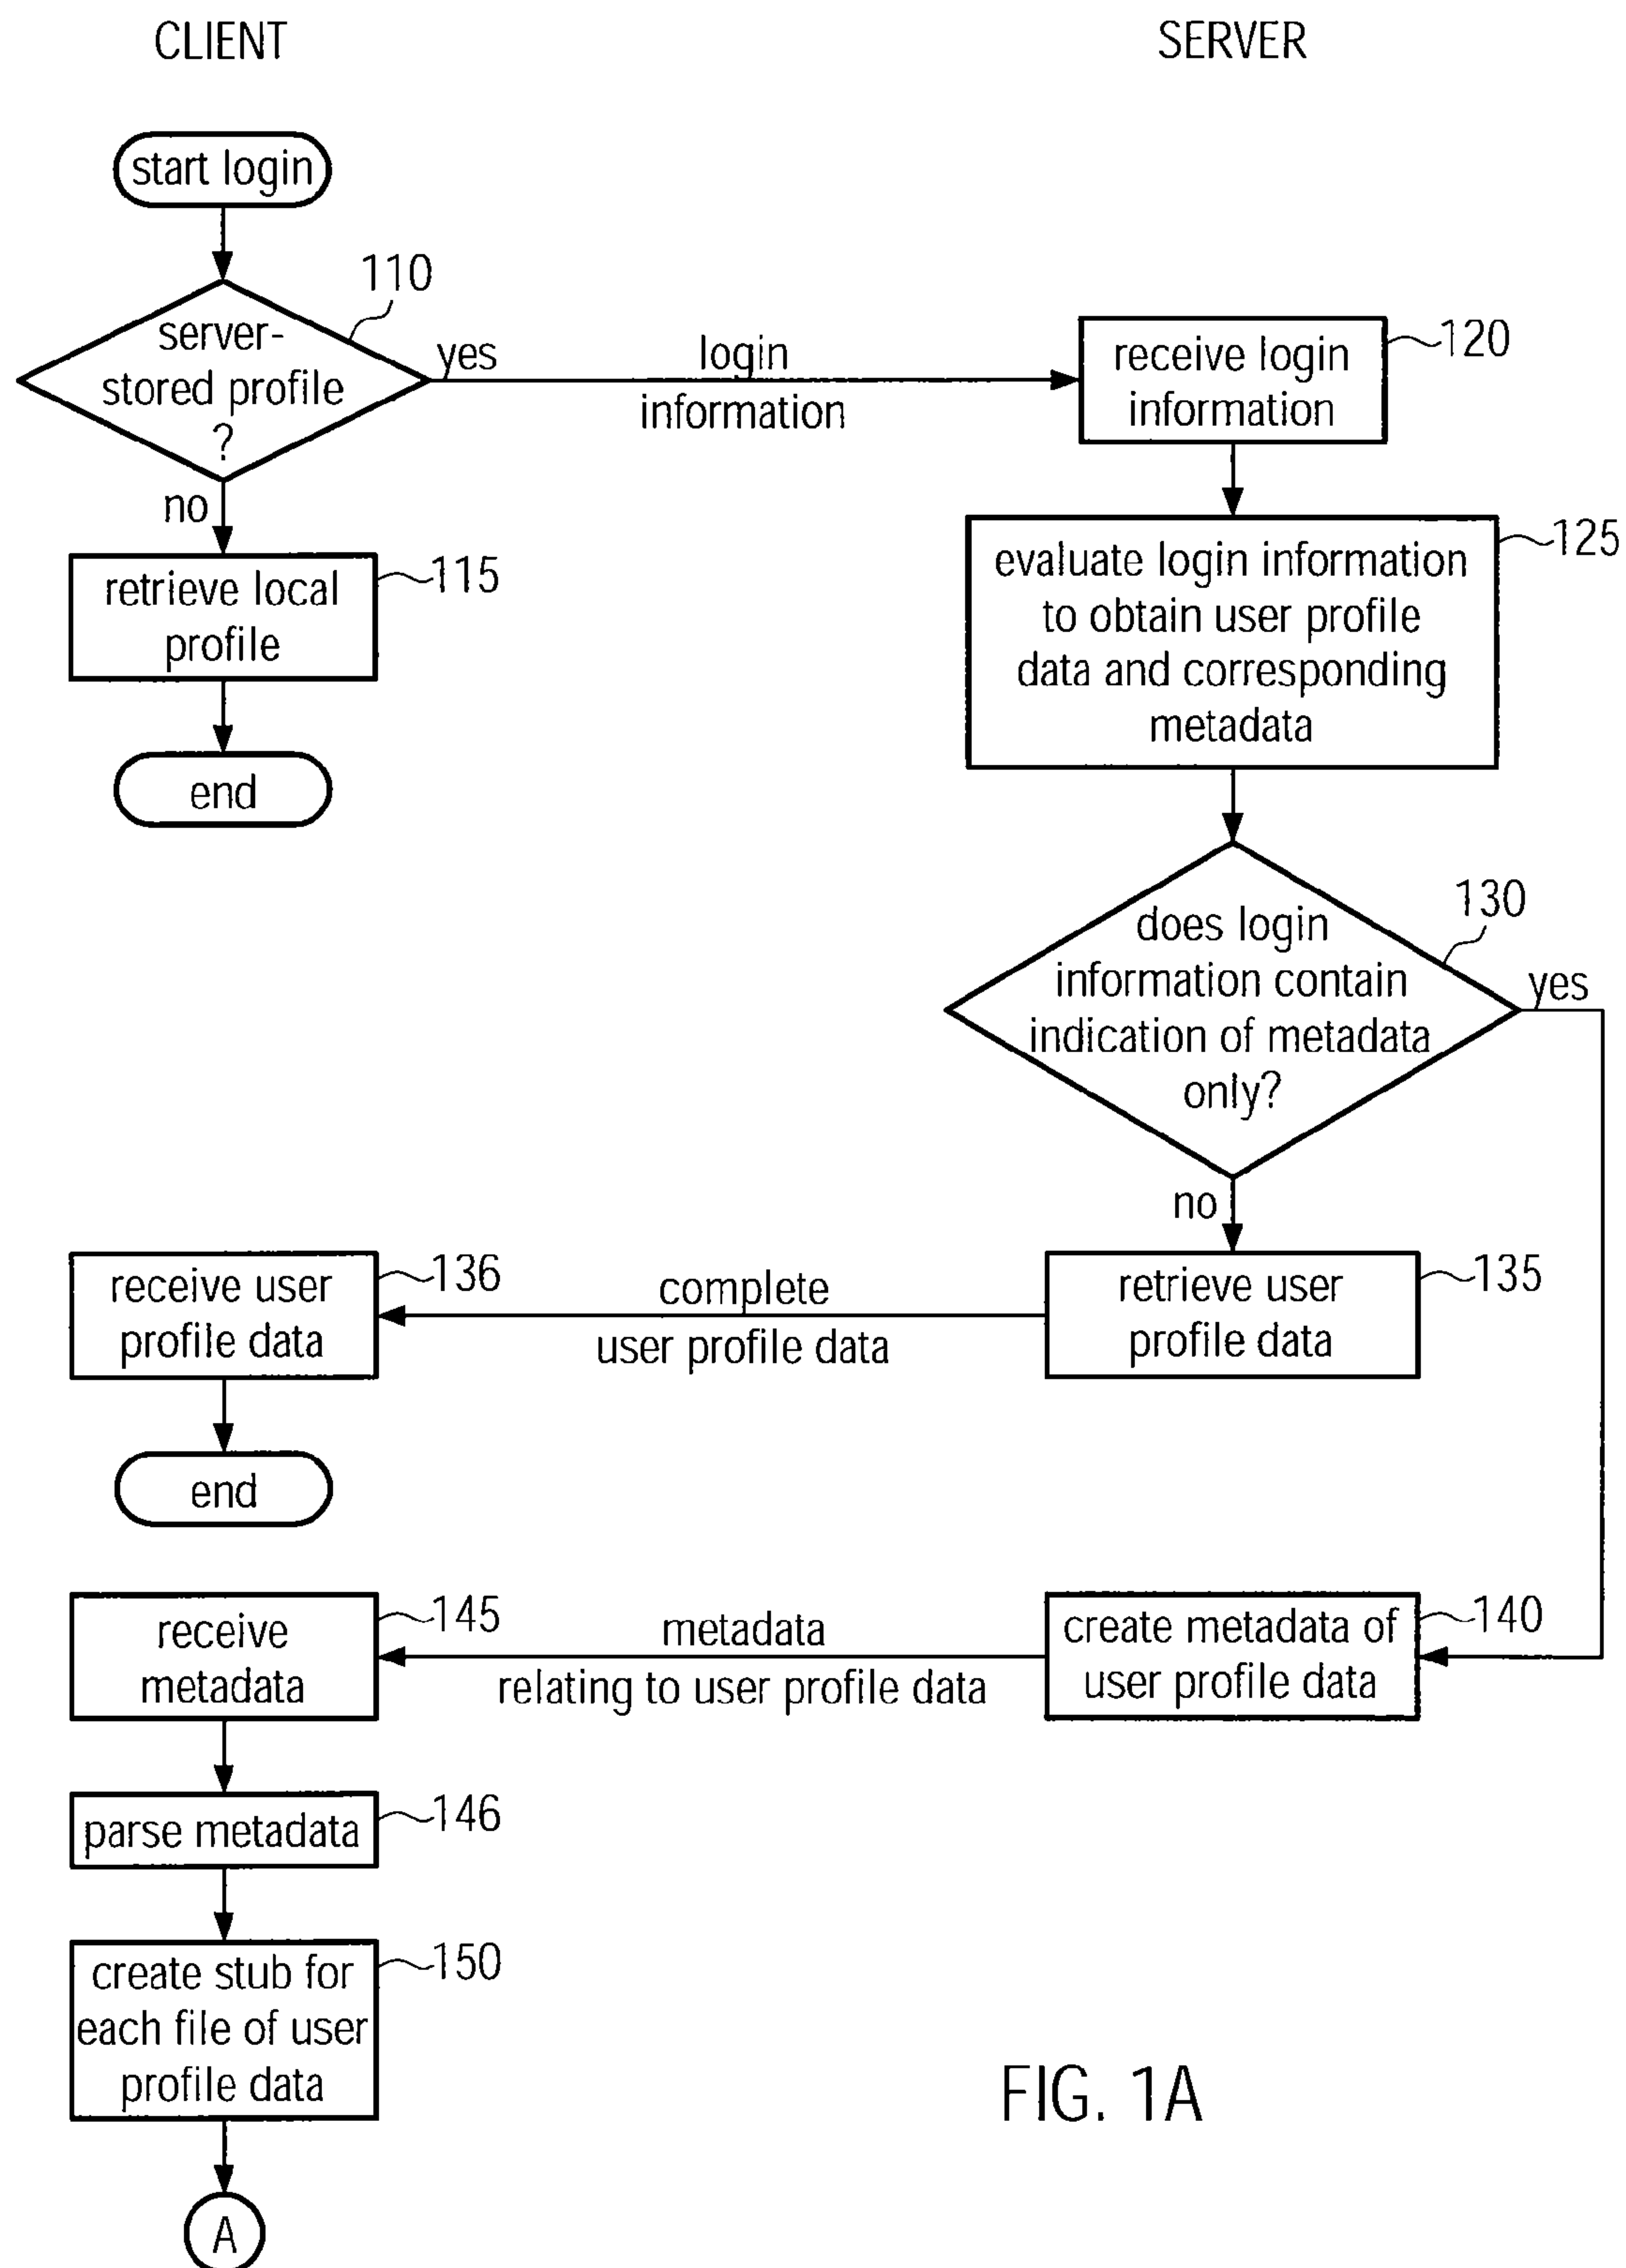 CLIENT
SERVER
start login
110
server-
stored profile
?
yes
login
information
receive login
information
120
no
retrieve local
profile
115
evaluate login information
to obtain user profile
data and corresponding
metadata
125
end
does login
information contain
indication of metadata
only?
130
yes
no
receive user
profile data
136
complete
user profile data
retrieve user
profile data
135
end
receive
metadata
145
metadata
relating to user profile data
create metadata of
user profile data
140
parse metadata
146
create stub for
each file of user
profile data
150
FIG. 1A
A